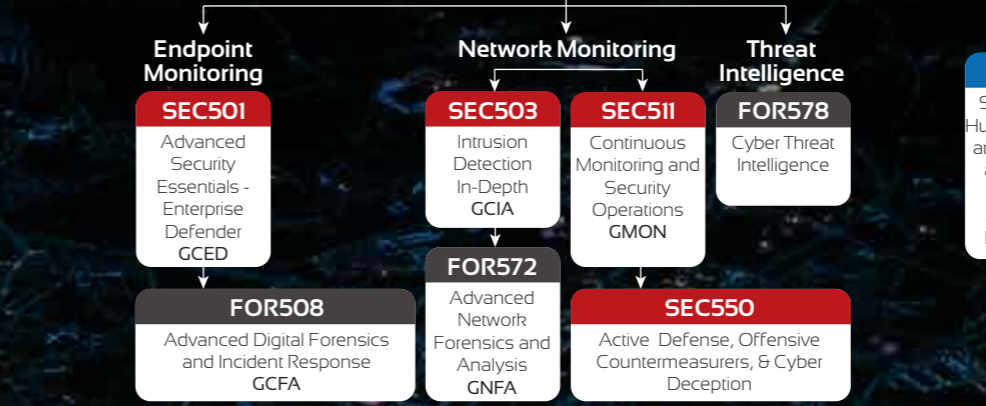 Endpoint
Monitoring
Network Monitoring
Threat
Intelligence
SEC501
Advanced
Security
Essentials -
Enterprise
Defender
GCED
SEC503
Intrusion
Detection
In-Depth
GCIA
SEC511
Continuous
Monitoring and
Security
Operations
GMON
FOR578
Cyber Threat
Intelligence
FOR508
Advanced Digital Forensics
and Incident Response
GCFA
FOR572
Advanced
Network
Forensics and
Analysis
GNFA
SEC550
Active Defense, Offensive
Countermeasurers, & Cyber
Deception